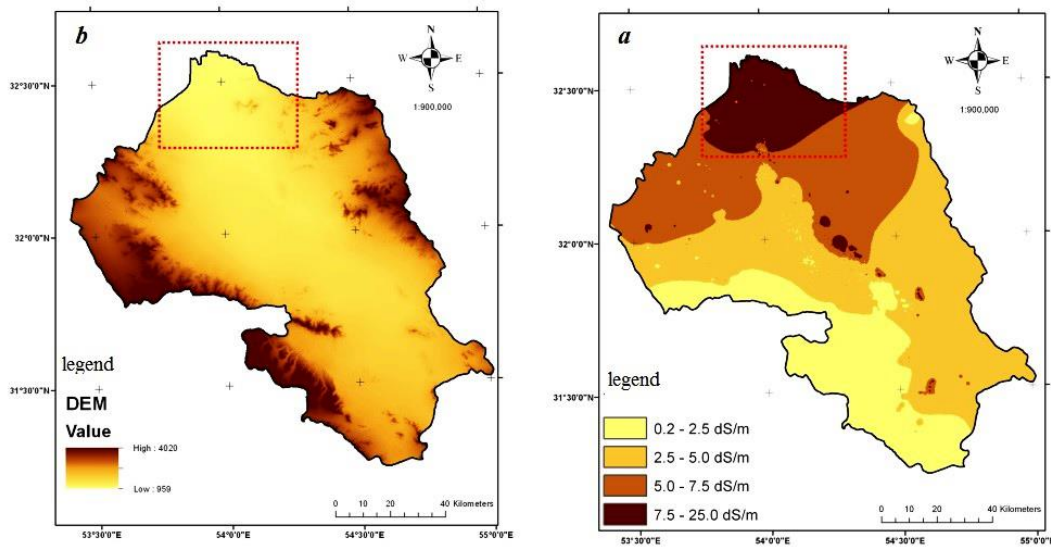 b
N
W E
S
1:900,000
32°30'0"N
32°0'0"N
31°30'0"N
legend
DEM
Value
High : 4020
Low : 959
0 10 20 40 Kilometers
53°30'0"E 54°0'0"E 54°30'0"E 55°0'0"E
a
N
W E
S
1:900,000
32°30'0"N
32°0'0"N
31°30'0"N
legend
0.2 - 2.5 dS/m
2.5 - 5.0 dS/m
5.0 - 7.5 dS/m
7.5 - 25.0 dS/m
0 10 20 40 Kilometers
53°30'0"E 54°0'0"E 54°30'0"E 55°0'0"E